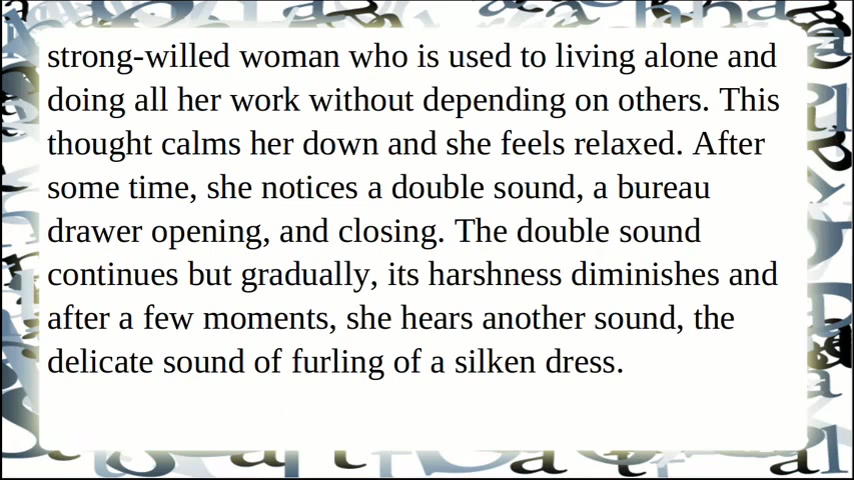 strong-willed woman who is used to living alone and
doing all her work without depending on others. This
thought calms her down and she feels relaxed. After
some time, she notices a double sound, a bureau
drawer opening, and closing. The double sound
continues but gradually, its harshness diminishes and
after a few moments, she hears another sound, the
delicate sound of furling of a silken dress.